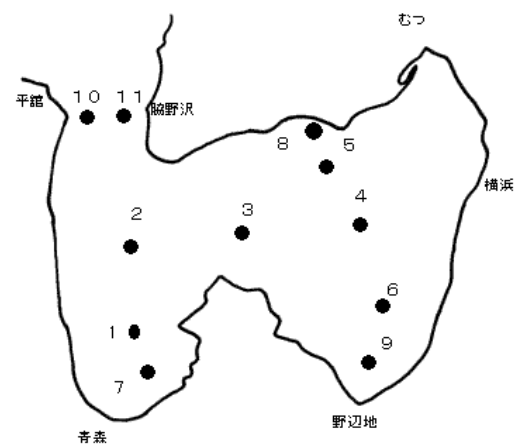 むつ
平舘
１０
１１
脇野沢
８
５
横浜
２
３
４
６
１
９
７
野辺地
青森